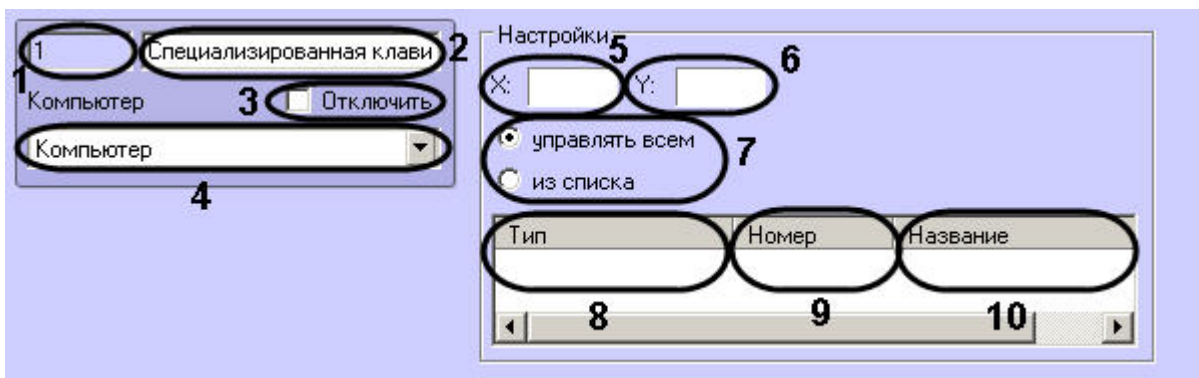 1 Специализированная клави 2
1
Компьютер 3 Отключить
Компьютер
4
Настройки
5 6
X: Y:
управлять всем
7
из списка
Тип Номер Название
8 9 10